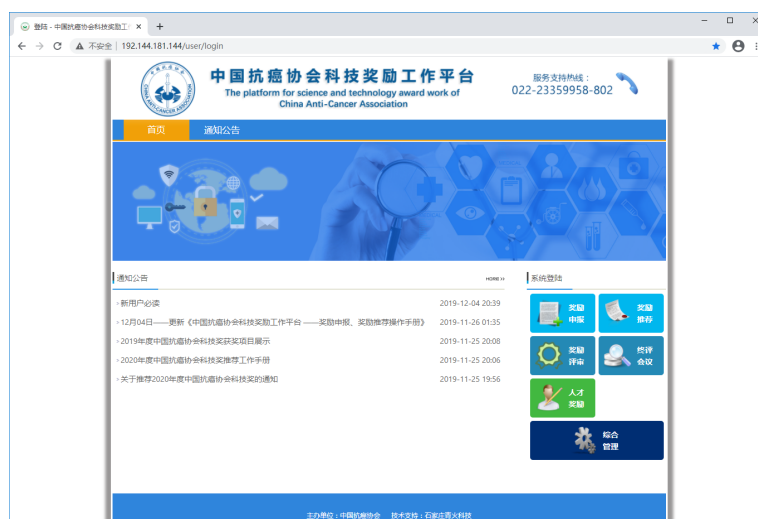 登陆 - 中国抗癌协会科技奖励工作
不安全 192.144.181.144/user/login
中国抗癌协会科技奖励工作平台
The platform for science and technology award work of
China Anti-Cancer Association
服务支持热线：
022-23359958-802
首页 通知公告
通知公告 HOME >>
系统登陆
新用户必读 2019-12-04 20:39
12月04日——更新《中国抗癌协会科技奖励工作平台 ——奖励申报、奖励推荐操作手册》 2019-11-26 01:35
2019年度中国抗癌协会科技奖获奖项目展示 2019-11-25 20:08
2020年度中国抗癌协会科技奖推荐工作手册 2019-11-25 20:06
关于推荐2020年度中国抗癌协会科技奖的通知 2019-11-25 19:56
奖励
申报
奖励
推荐
奖励
评审
终评
会议
人才
奖励
综合
管理
主办单位：中国抗癌协会 技术支持：石家庄霄火科技